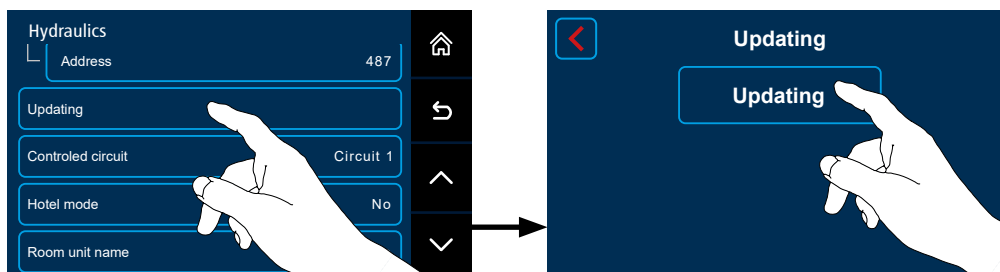 Hydraulics
Address 487
Updating
Controled circuit Circuit 1
Hotel mode No
Room unit name
Updating
Updating